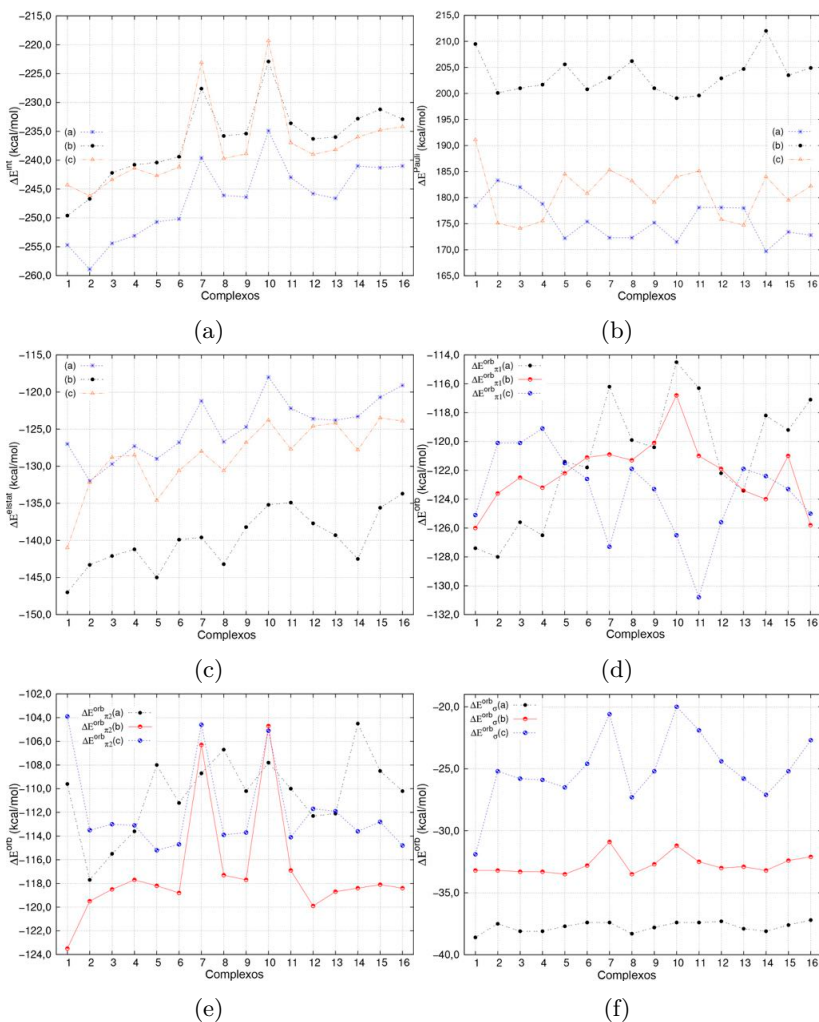 -215,0
-220,0
-225,0
-230,0
-235,0
-240,0
-245,0
-250,0
-255,0
-260,0
ΔE^int (kcal/mol)
(a)
(b)
(c)
1 2 3 4 5 6 7 8 9 10 11 12 13 14 15 16
Complexos
(a)
215,0
210,0
205,0
200,0
195,0
190,0
185,0
180,0
175,0
170,0
165,0
ΔE^Pauli (kcal/mol)
(a)
(b)
(c)
1 2 3 4 5 6 7 8 9 10 11 12 13 14 15 16
Complexos
(b)
-115,0
-120,0
-125,0
-130,0
-135,0
-140,0
-145,0
-150,0
ΔE^elstat (kcal/mol)
(a)
(b)
(c)
1 2 3 4 5 6 7 8 9 10 11 12 13 14 15 16
Complexos
(c)
-114,0
-116,0
-118,0
-120,0
-122,0
-124,0
-126,0
-128,0
-130,0
-132,0
ΔE^orb (kcal/mol)
ΔE^orb_π1(a)
ΔE^orb_π1(b)
ΔE^orb_π1(c)
1 2 3 4 5 6 7 8 9 10 11 12 13 14 15 16
Complexos
(d)
-102,0
-104,0
-106,0
-108,0
-110,0
-112,0
-114,0
-116,0
-118,0
-120,0
-122,0
-124,0
ΔE^orb (kcal/mol)
ΔE^orb_π2(a)
ΔE^orb_π2(b)
ΔE^orb_π2(c)
1 2 3 4 5 6 7 8 9 10 11 12 13 14 15 16
Complexos
(e)
-20,0
-25,0
-30,0
-35,0
-40,0
ΔE^orb (kcal/mol)
ΔE^orb_σ(a)
ΔE^orb_σ(b)
ΔE^orb_σ(c)
1 2 3 4 5 6 7 8 9 10 11 12 13 14 15 16
Complexos
(f)